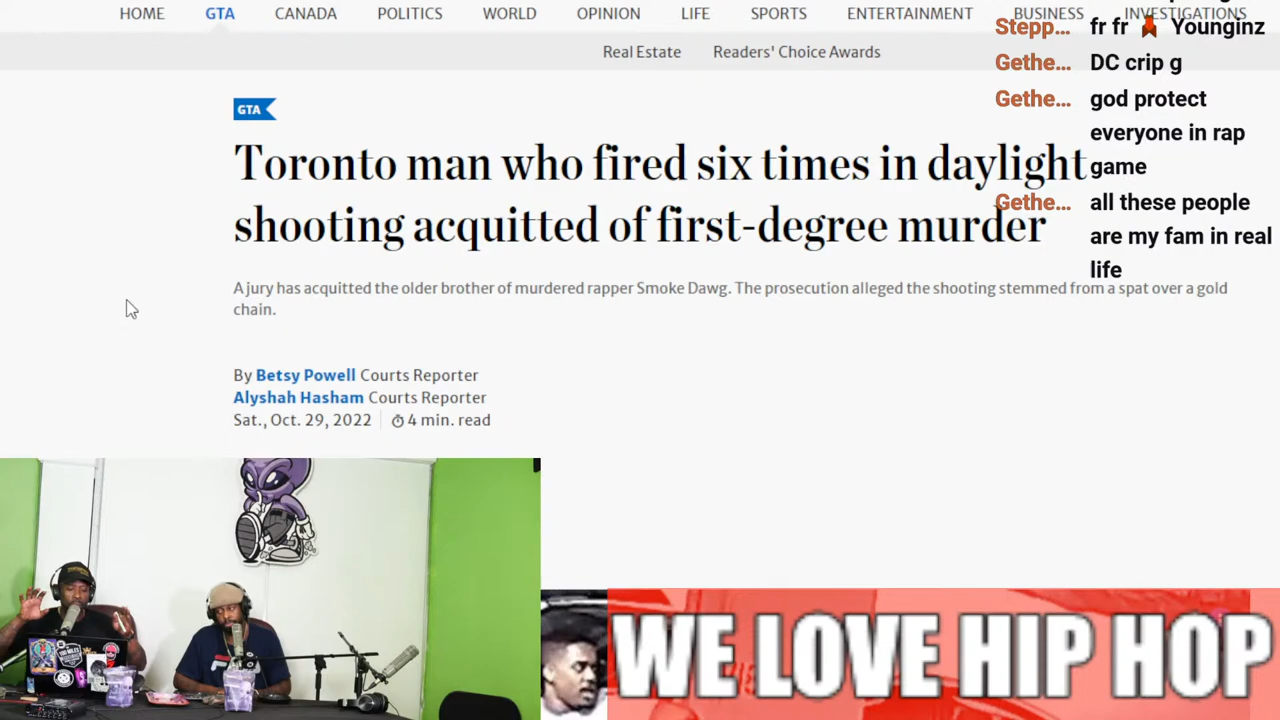 HOME GTA CANADA POLITICS WORLD OPINION LIFE SPORTS ENTERTAINMENT BUSINESS INVESTIGATIONS
Real Estate Readers' Choice Awards
GTA
Toronto man who fired six times in daylight
shooting acquitted of first-degree murder
A jury has acquitted the older brother of murdered rapper Smoke Dawg. The prosecution alleged the shooting stemmed from a spat over a gold
chain.
By Betsy Powell Courts Reporter
Alyshah Hasham Courts Reporter
Sat., Oct. 29, 2022 4 min. read
Stepp... fr fr Younginz
Gethe... DC crip g
Gethe... god protect
everyone in rap
game
Gethe... all these people
are my fam in real
life
FILA
WE LOVE HIP HOP